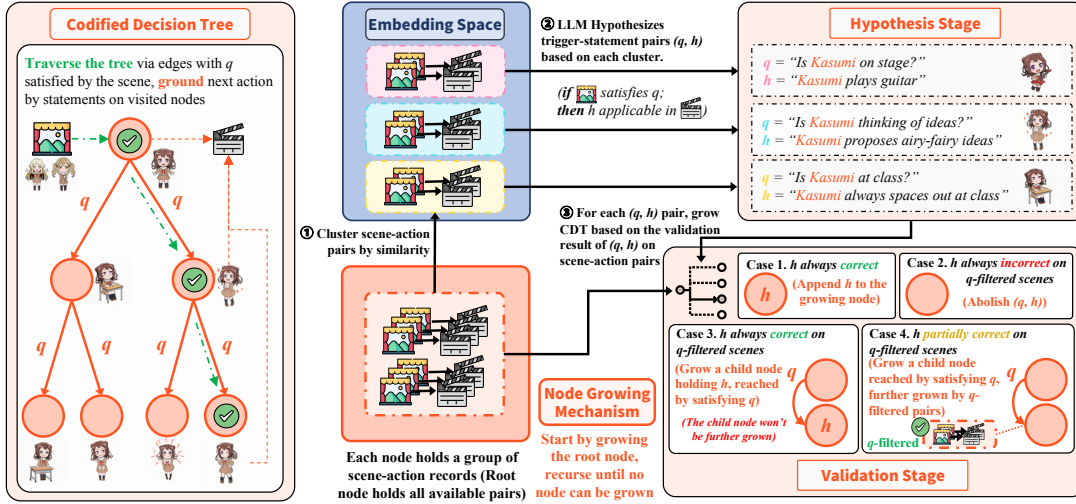 Codified Decision Tree
Traverse the tree via edges with q
satisfied by the scene, ground next action
by statements on visited nodes
q
q
q
q
q
q
Embedding Space
① Cluster scene-action
pairs by similarity
② LLM Hypothesizes
trigger-statement pairs (q, h)
based on each cluster.
(if satisfies q;
then h applicable in )
Hypothesis Stage
q = “Is Kasumi on stage?”
h = “Kasumi plays guitar”
q = “Is Kasumi thinking of ideas?”
h = “Kasumi proposes airy-fairy ideas”
q = “Is Kasumi at class?”
h = “Kasumi always spaces out at class”
③ For each (q, h) pair, grow
CDT based on the validation
result of (q, h) on
scene-action pairs
Each node holds a group of
scene-action records (Root
node holds all available pairs)
Node Growing
Mechanism
Start by growing
the root node,
recurse until no
node can be grown
Case 1. h always correct
h
(Append h to the
growing node)
Case 2. h always incorrect on
q-filtered scenes
(Abolish (q, h))
Case 3. h always correct on
q-filtered scenes
(Grow a child node
holding h, reached
by satisfying q)
(The child node won’t
be further grown)
q
h
Case 4. h partially correct on
q-filtered scenes
(Grow a child node
reached by satisfying q,
further grown by q-
filtered pairs)
q
q-filtered
Validation Stage